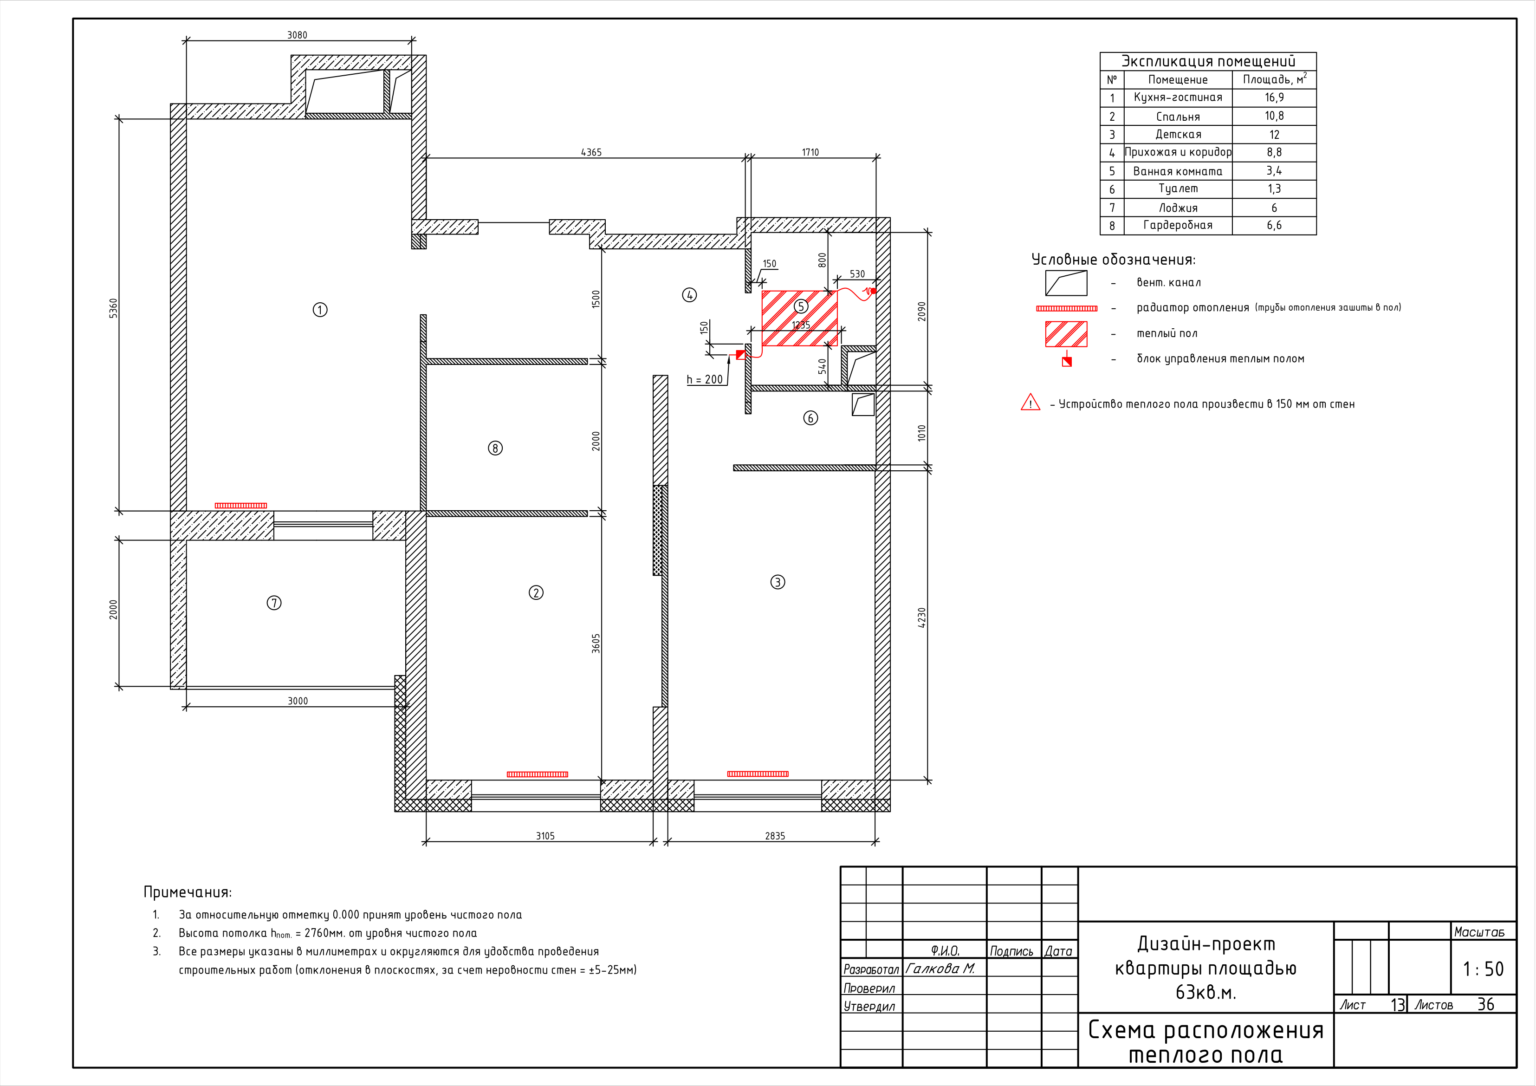 3080
4365
1710
5360
1500
2000
3605
2000
3000
3105
2835
2090
1010
4230
800
530
150
1235
150
540
h = 200
1
2
3
4
5
6
7
8
Экспликация помещений
№ Помещение Площадь, м2
1 Кухня-гостиная 16,9
2 Спальня 10,8
3 Детская 12
4 Прихожая и коридор 8,8
5 Ванная комната 3,4
6 Туалет 1,3
7 Лоджия 6
8 Гардеробная 6,6
Условные обозначения:
- вент. канал
- радиатор отопления (трубы отопления зашиты в пол)
- теплый пол
- блок управления теплым полом
! - Устройство теплого пола произвести в 150 мм от стен
Примечания:
1. За относительную отметку 0.000 принят уровень чистого пола
2. Высота потолка hпот. = 2760мм. от уровня чистого пола
3. Все размеры указаны в миллиметрах и округляются для удобства проведения
строительных работ (отклонения в плоскостях, за счет неровности стен = ±5-25мм)
Ф.И.О. Подпись Дата
Разработал Галкова М.
Проверил
Утвердил
Дизайн-проект
квартиры площадью
63кв.м.
Схема расположения
теплого пола
Масштаб
1 : 50
Лист 13 Листов 36